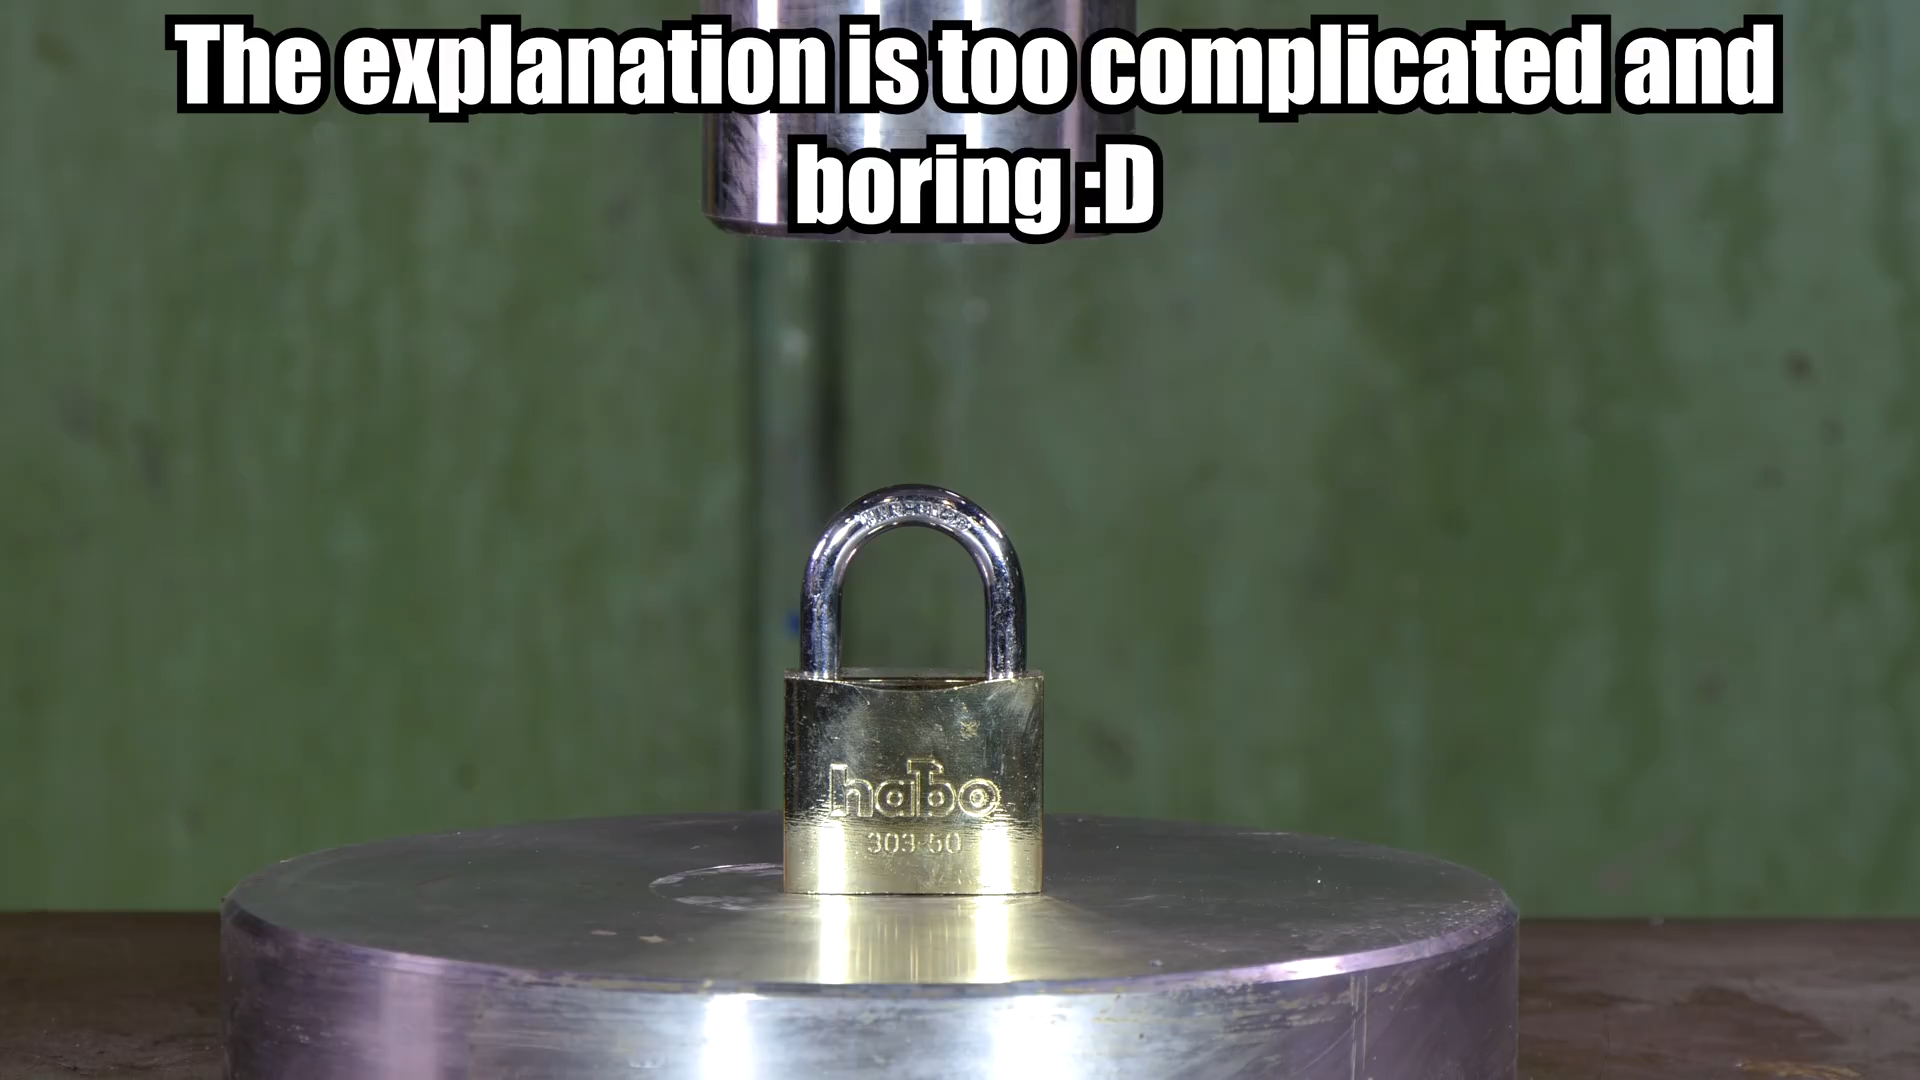 The explanation is too complicated and
boring :D
habo
303-50